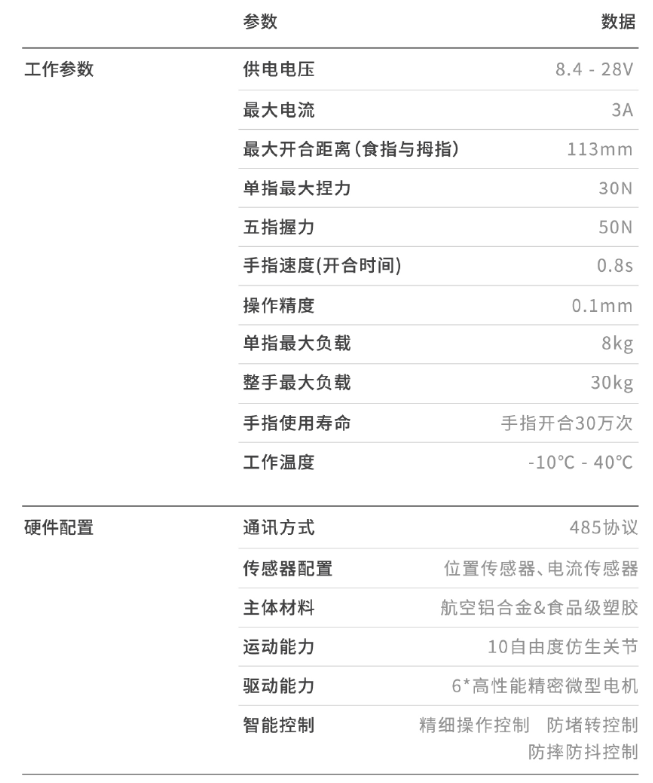 参数 数据
工作参数 供电电压 8.4 - 28V
最大电流 3A
最大开合距离(食指与拇指) 113mm
单指最大捏力 30N
五指握力 50N
手指速度(开合时间) 0.8s
操作精度 0.1mm
单指最大负载 8kg
整手最大负载 30kg
手指使用寿命 手指开合30万次
工作温度 -10℃ - 40℃
硬件配置 通讯方式 485协议
传感器配置 位置传感器、电流传感器
主体材料 航空铝合金&食品级塑胶
运动能力 10自由度仿生关节
驱动能力 6*高性能精密微型电机
智能控制 精细操作控制 防堵转控制
防摔防抖控制